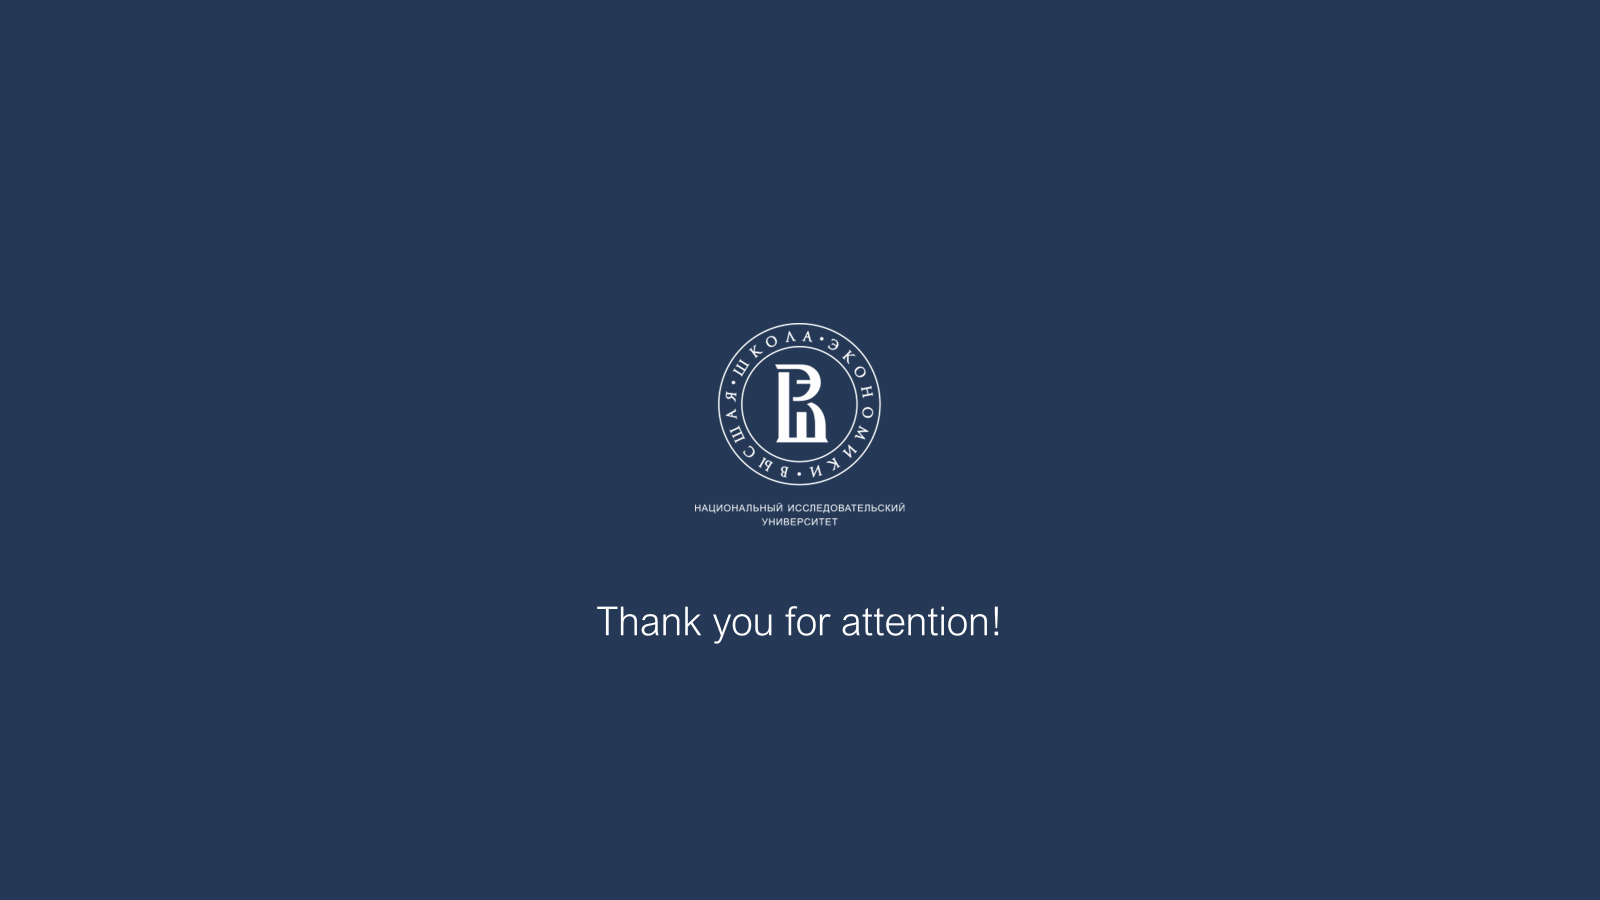 ВЫСШАЯ • ШКОЛА • ЭКОНОМИКИ •
НАЦИОНАЛЬНЫЙ ИССЛЕДОВАТЕЛЬСКИЙ
УНИВЕРСИТЕТ
Thank you for attention!